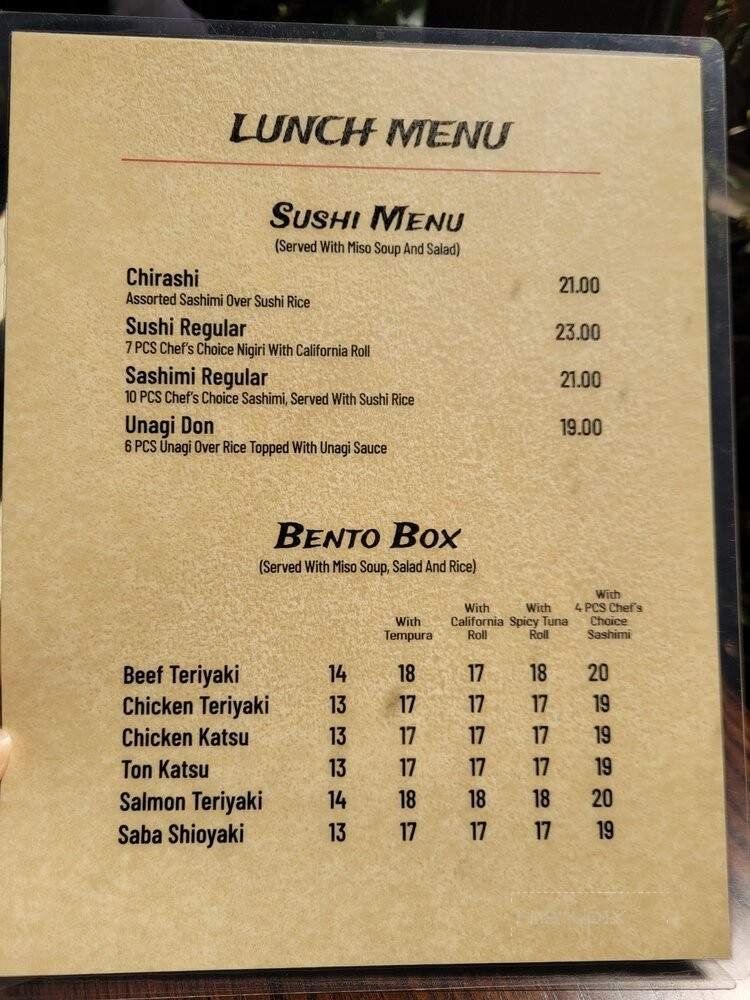 LUNCH MENU
SUSHI MENU
(Served With Miso Soup And Salad)
Chirashi 21.00
Assorted Sashimi Over Sushi Rice
Sushi Regular 23.00
7 PCS Chef's Choice Nigiri With California Roll
Sashimi Regular 21.00
10 PCS Chef's Choice Sashimi, Served With Sushi Rice
Unagi Don 19.00
6 PCS Unagi Over Rice Topped With Unagi Sauce
BENTO BOX
(Served With Miso Soup, Salad And Rice)
With Tempura
With California Roll
With Spicy Tuna Roll
With 4 PCS Chef's Choice Sashimi
Beef Teriyaki 14 18 17 18 20
Chicken Teriyaki 13 17 17 17 19
Chicken Katsu 13 17 17 17 19
Ton Katsu 13 17 17 17 19
Salmon Teriyaki 14 18 18 18 20
Saba Shioyaki 13 17 17 17 19